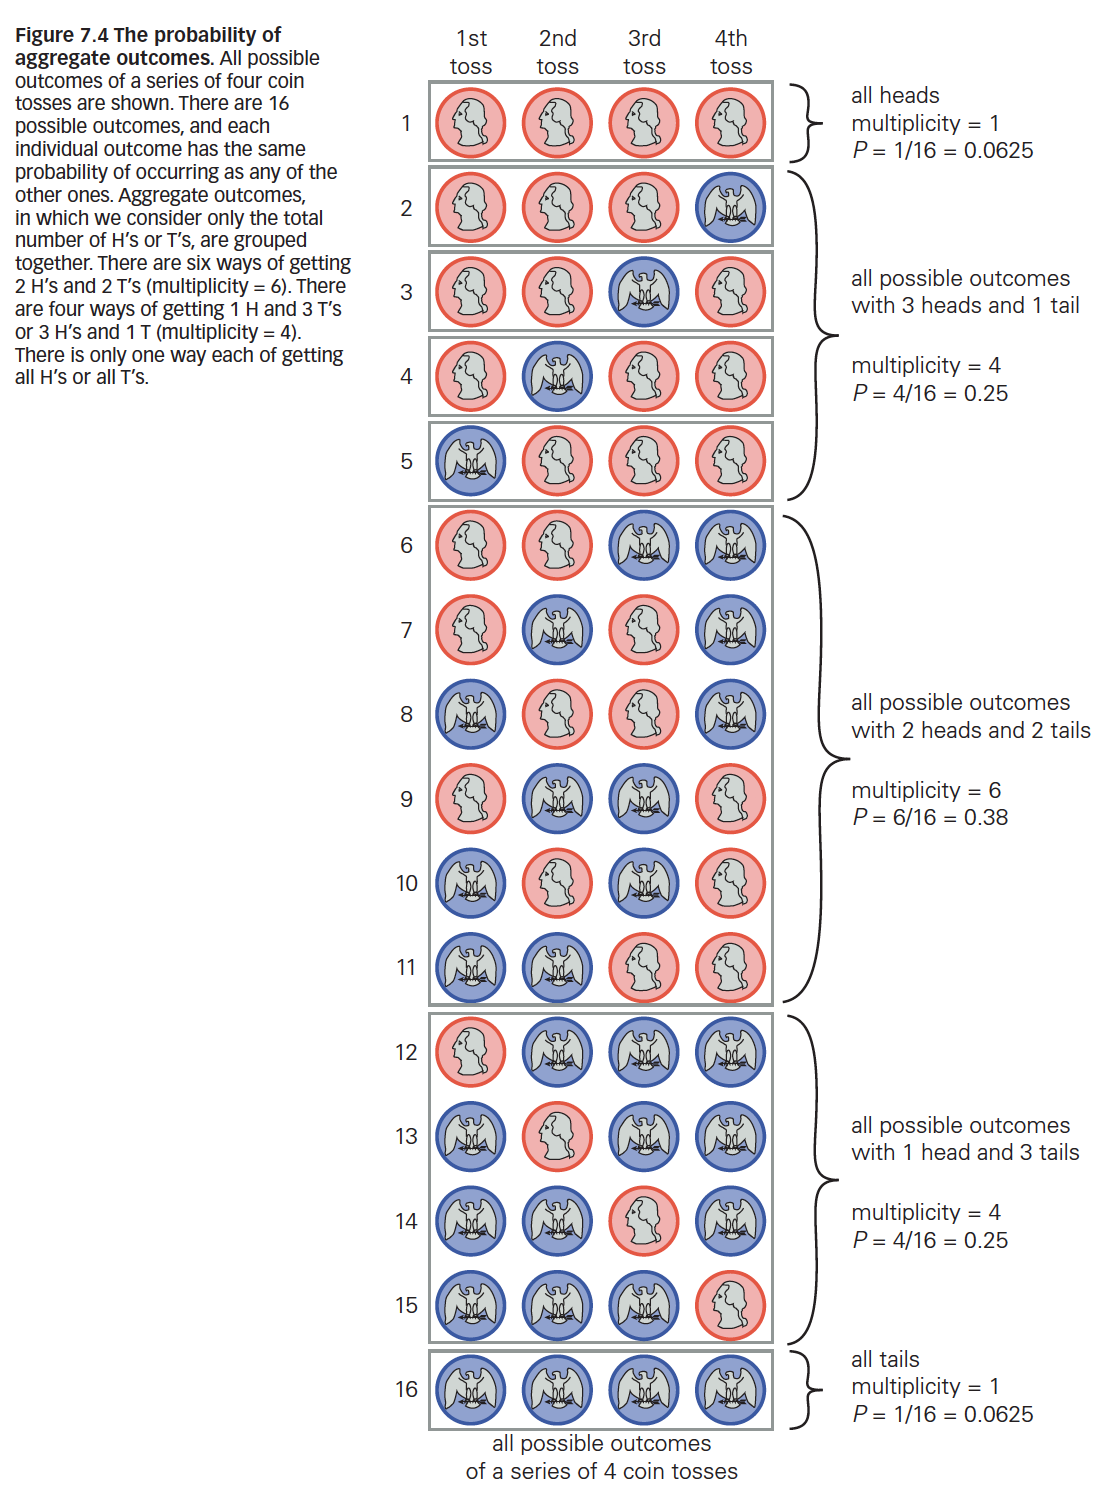 Figure 7.4 The probability of
aggregate outcomes. All possible
outcomes of a series of four coin
tosses are shown. There are 16
possible outcomes, and each
individual outcome has the same
probability of occurring as any of the
other ones. Aggregate outcomes,
in which we consider only the total
number of H's or T's, are grouped
together. There are six ways of getting
2 H's and 2 T's (multiplicity = 6). There
are four ways of getting 1 H and 3 T's
or 3 H's and 1 T (multiplicity = 4).
There is only one way each of getting
all H's or all T's.
1st toss
2nd toss
3rd toss
4th toss
1
all heads
multiplicity = 1
P = 1/16 = 0.0625
2
3
4
5
all possible outcomes
with 3 heads and 1 tail
multiplicity = 4
P = 4/16 = 0.25
6
7
8
9
10
11
all possible outcomes
with 2 heads and 2 tails
multiplicity = 6
P = 6/16 = 0.38
12
13
14
15
all possible outcomes
with 1 head and 3 tails
multiplicity = 4
P = 4/16 = 0.25
16
all tails
multiplicity = 1
P = 1/16 = 0.0625
all possible outcomes
of a series of 4 coin tosses